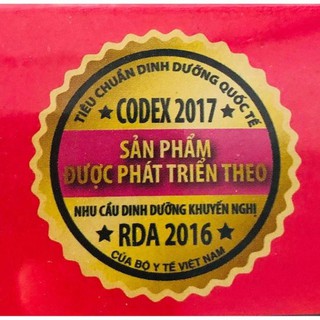 TIÊU CHUẨN DINH DƯỠNG QUỐC TẾ
CODEX 2017
SẢN PHẨM
ĐƯỢC PHÁT TRIỂN THEO
NHU CẦU DINH DƯỠNG KHUYẾN NGHỊ
RDA 2016
CỦA BỘ Y TẾ VIỆT NAM